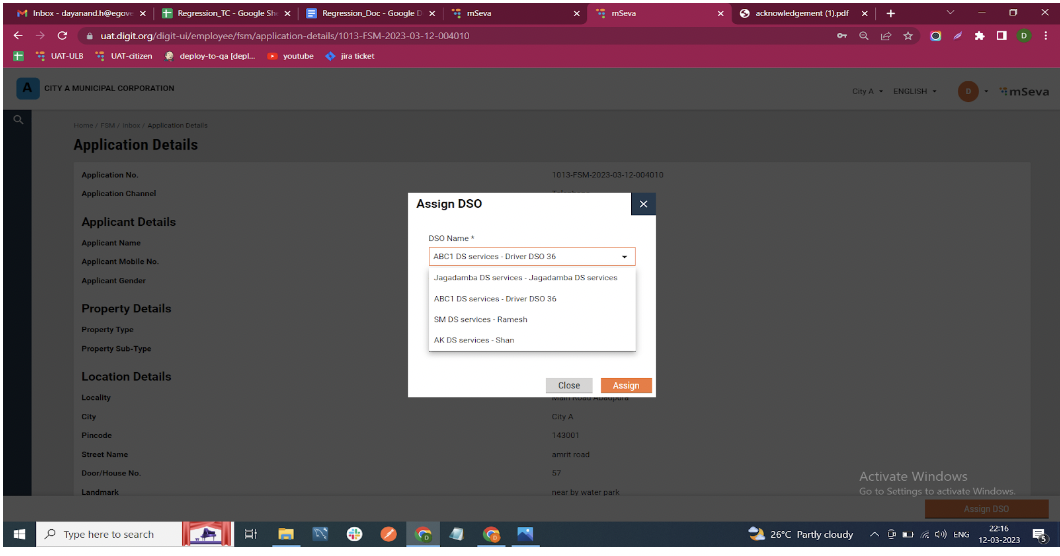 Inbox - dayanand.h@egove
Regression_TC - Google She
Regression_Doc - Google D
mSeva
mSeva
acknowledgement (1).pdf
uat.digit.org/digit-ui/employee/fsm/application-details/1013-FSM-2023-03-12-004010
D
UAT-ULB
UAT-citizen
deploy-to-qa [depl...
youtube
jira ticket
A
CITY A MUNICIPAL CORPORATION
City A
ENGLISH
D
mSeva
Home / FSM / Inbox / Application Details
Application Details
Application No.
1013-FSM-2023-03-12-004010
Application Channel
Assign DSO
Applicant Details
Applicant Name
DSO Name *
ABC1 DS services - Driver DSO 36
Applicant Mobile No.
Jagadamba DS services - Jagadamba DS services
Applicant Gender
ABC1 DS services - Driver DSO 36
Property Details
SM DS services - Ramesh
Property Type
AK DS services - Shan
Property Sub-Type
Location Details
Close
Assign
Locality
City
City A
Pincode
143001
Street Name
amrit road
Door/House No.
57
Landmark
near by water park
Activate Windows
Go to Settings to activate Windows.
Assign DSO
Type here to search
26°C Partly cloudy
ENG
22:16
12-03-2023
5